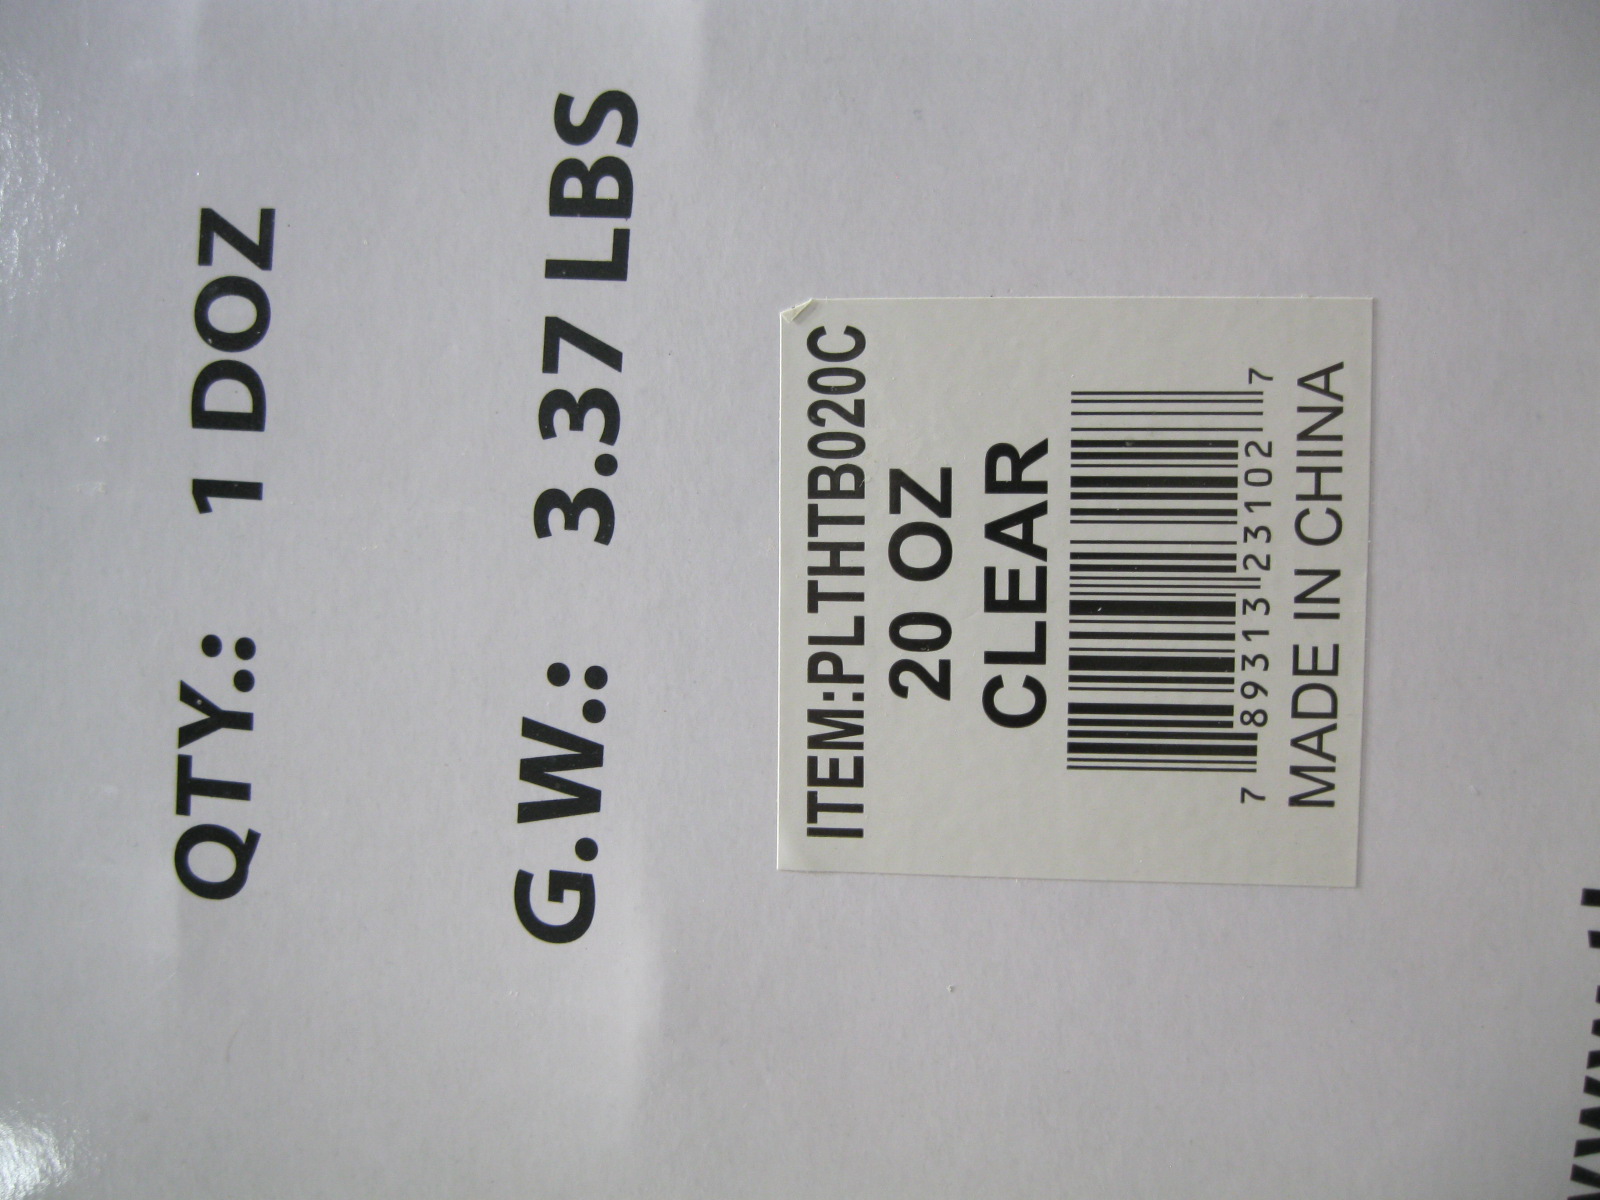 QTY.: 1 DOZ
G.W.: 3.37 LBS
ITEM:PLTHTB020C
20 OZ
CLEAR
7 89313 23102 7
MADE IN CHINA